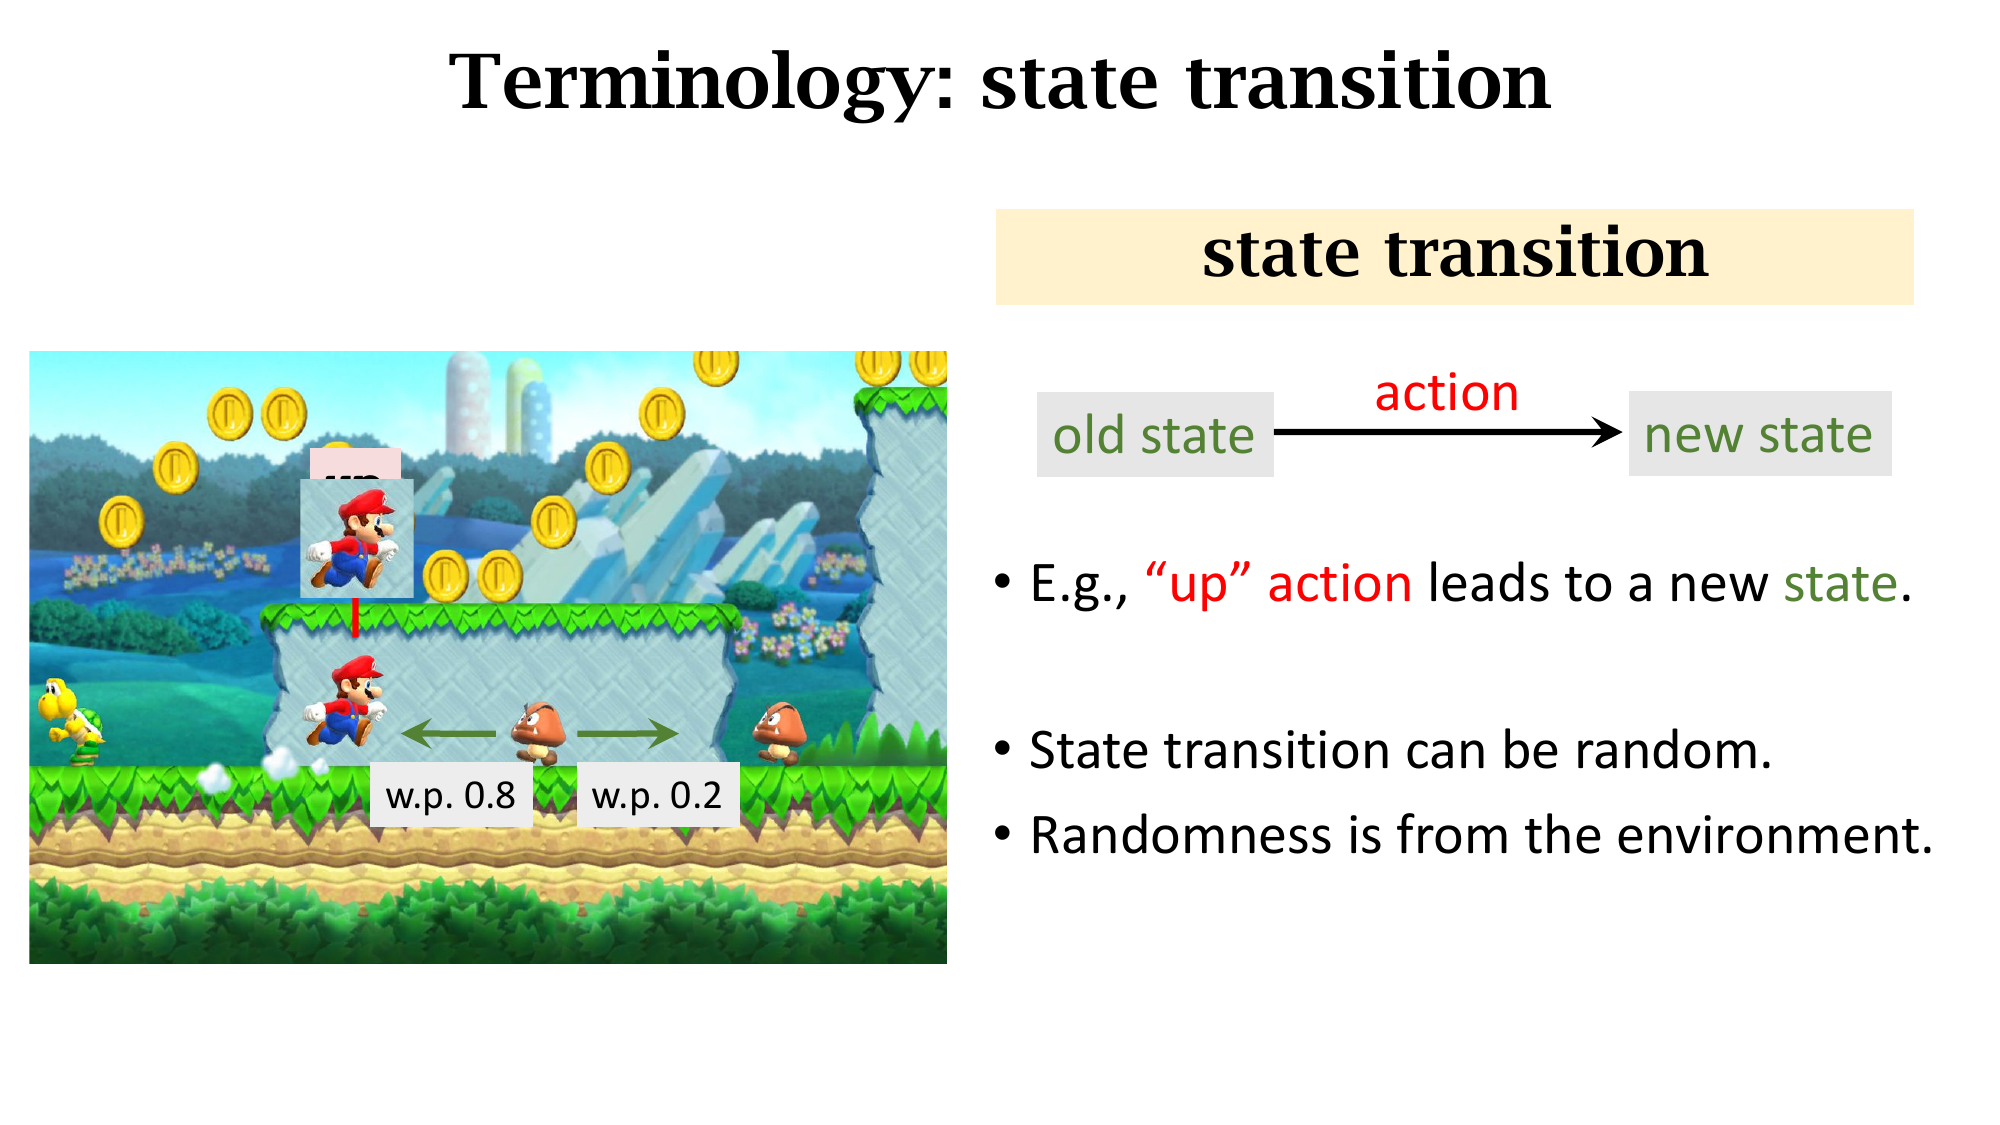 Terminology: state transition
state transition
old state
action
new state
• E.g., “up” action leads to a new state.
• State transition can be random.
• Randomness is from the environment.
w.p. 0.8
w.p. 0.2